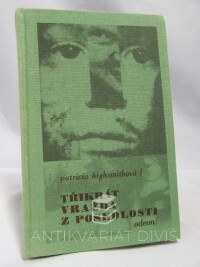 patricia highsmithová /
TŘIKRÁT
VRAŽDA
Z POSEDLOSTI
odeon/
ANTIKVARIÁT DIVIŠ